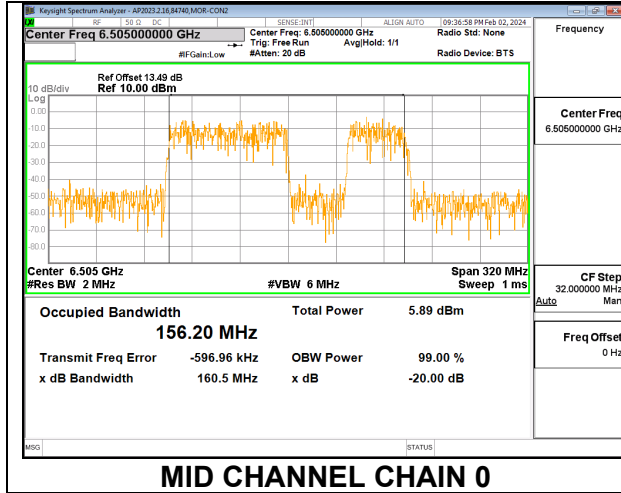 Keysight Spectrum Analyzer - AP2023.2.16,84740,MOR-CON2
RF 50 Ω DC SENSE:INT ALIGN AUTO 09:36:58 PM Feb 02, 2024
Center Freq 6.505000000 GHz Center Freq: 6.505000000 GHz Radio Std: None Frequency
Trig: Free Run Avg|Hold: 1/1
#IFGain:Low #Atten: 20 dB Radio Device: BTS
Ref Offset 13.49 dB
10 dB/div Ref 10.00 dBm
Log
0.00
-10.0
-20.0
-30.0
-40.0
-50.0
-60.0
-70.0
-80.0
Center Freq
6.505000000 GHz
Center 6.505 GHz Span 320 MHz
#Res BW 2 MHz #VBW 6 MHz Sweep 1 ms
CF Step
32.000000 MHz
Auto Man
Freq Offset
0 Hz
Occupied Bandwidth Total Power 5.89 dBm
156.20 MHz
Transmit Freq Error -596.96 kHz OBW Power 99.00 %
x dB Bandwidth 160.5 MHz x dB -20.00 dB
MSG STATUS
MID CHANNEL CHAIN 0